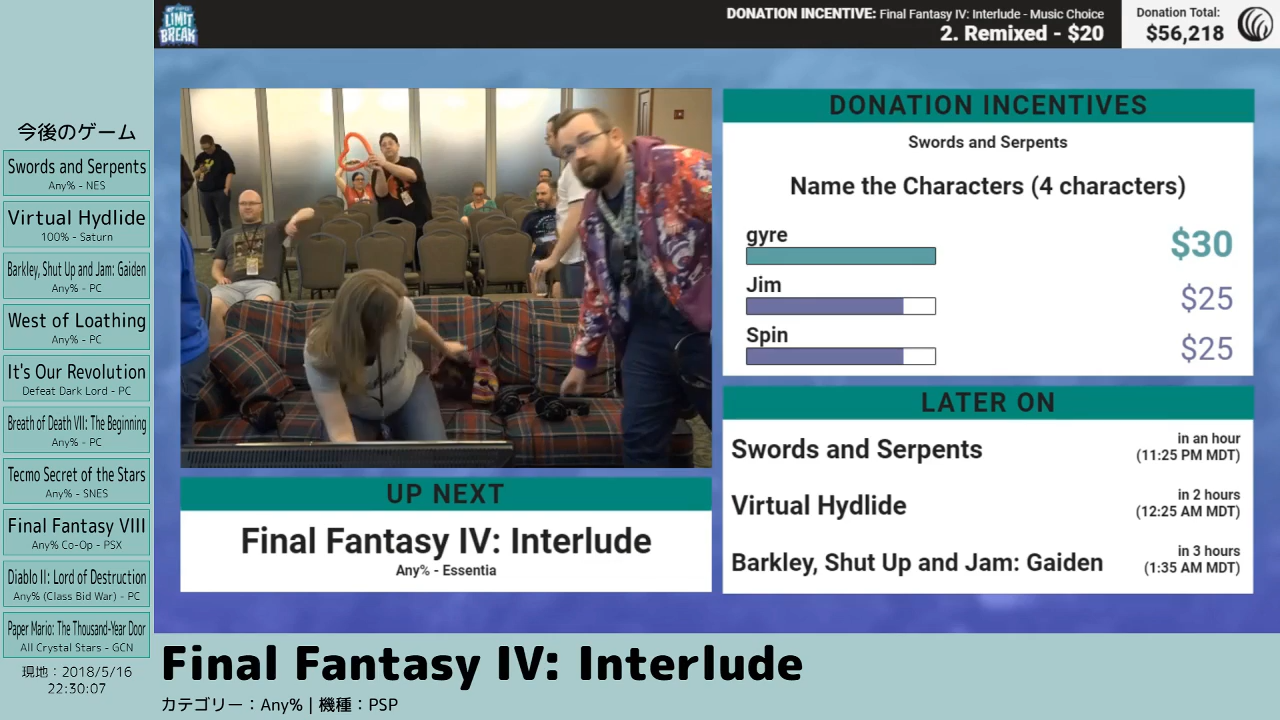 LIMIT
BREAK
DONATION INCENTIVE: Final Fantasy IV: Interlude - Music Choice
2. Remixed - $20
Donation Total:
$56,218
今後のゲーム
Swords and Serpents
Any% - NES
Virtual Hydlide
100% - Saturn
Barkley, Shut Up and Jam: Gaiden
Any% - PC
West of Loathing
Any% - PC
It's Our Revolution
Defeat Dark Lord - PC
Breath of Death VII: The Beginning
Any% - PC
Tecmo Secret of the Stars
Any% - SNES
Final Fantasy VIII
Any% Co-Op - PSX
Diablo II: Lord of Destruction
Any% (Class Bid War) - PC
Paper Mario: The Thousand-Year Door
All Crystal Stars - GCN
現地：2018/5/16
22:30:07
DONATION INCENTIVES
Swords and Serpents
Name the Characters (4 characters)
gyre
$30
Jim
$25
Spin
$25
LATER ON
Swords and Serpents
in an hour
(11:25 PM MDT)
Virtual Hydlide
in 2 hours
(12:25 AM MDT)
Barkley, Shut Up and Jam: Gaiden
in 3 hours
(1:35 AM MDT)
UP NEXT
Final Fantasy IV: Interlude
Any% - Essentia
Final Fantasy IV: Interlude
カテゴリー：Any% | 機種：PSP